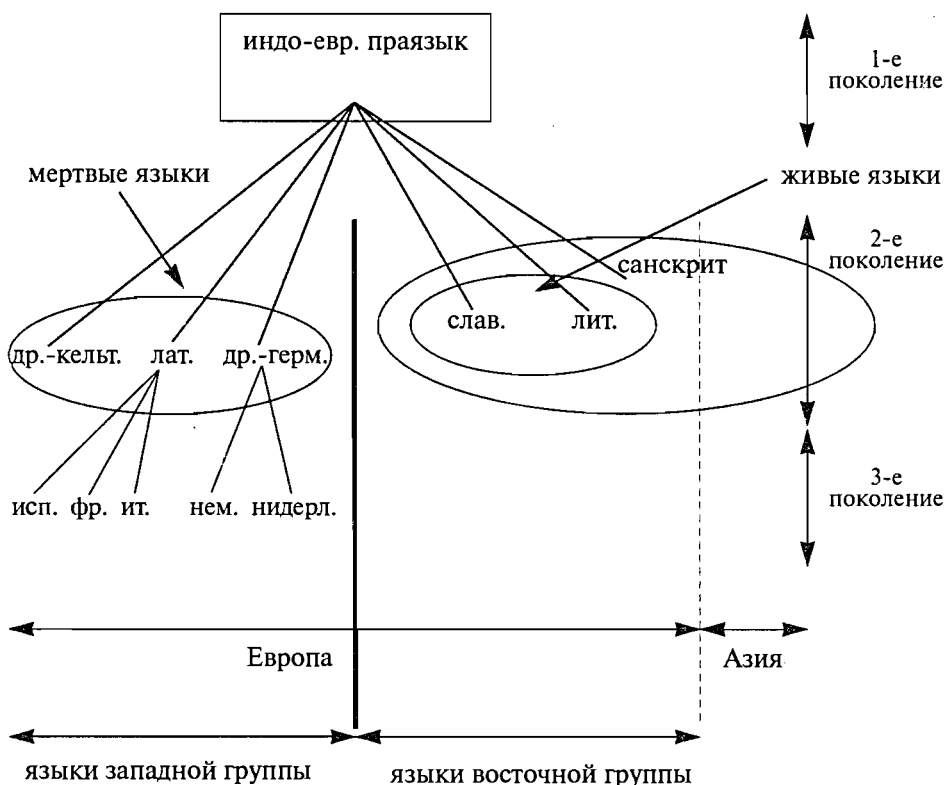 индо-евр. праязык
1-е
поколение
мертвые языки
живые языки
2-е
поколение
санскрит
слав. лит.
др.-кельт. лат. др.-герм.
3-е
поколение
исп. фр. ит. нем. нидерл.
Европа
Азия
языки западной группы
языки восточной группы